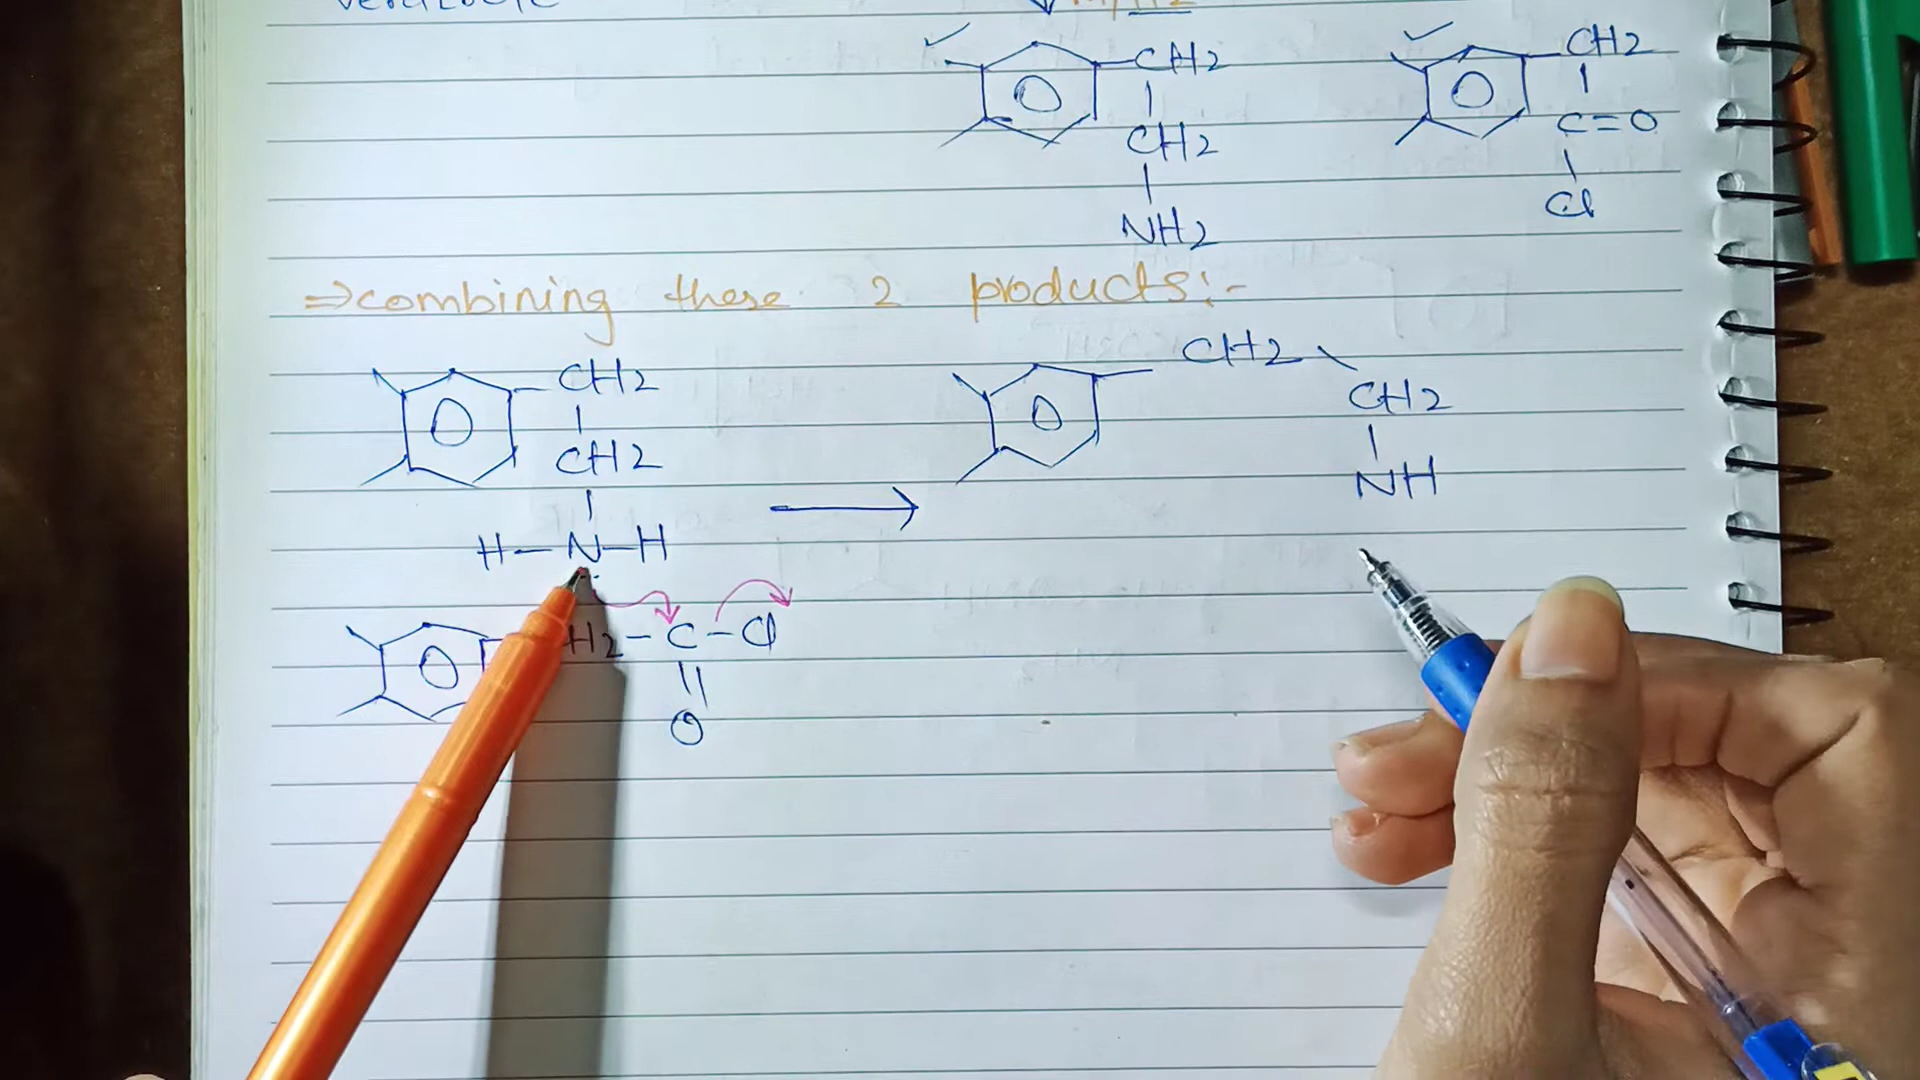 CH2 CH2
CH2 C=O
NH2 Cl
⇒combining these 2 products:-
CH2 CH2
CH2 CH2
H-N-H NH
H2-C-Cl
O